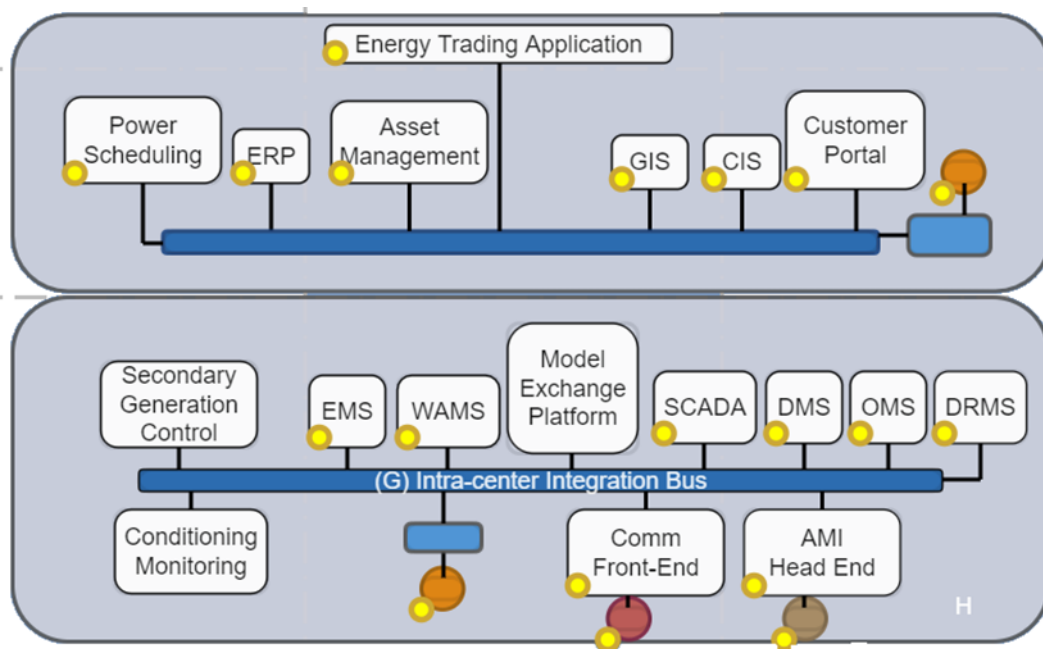 Energy Trading Application
Power
Scheduling
ERP
Asset
Management
GIS
CIS
Customer
Portal
Secondary
Generation
Control
EMS
WAMS
Model
Exchange
Platform
SCADA
DMS
OMS
DRMS
(G) Intra-center Integration Bus
Conditioning
Monitoring
Comm
Front-End
AMI
Head End
H